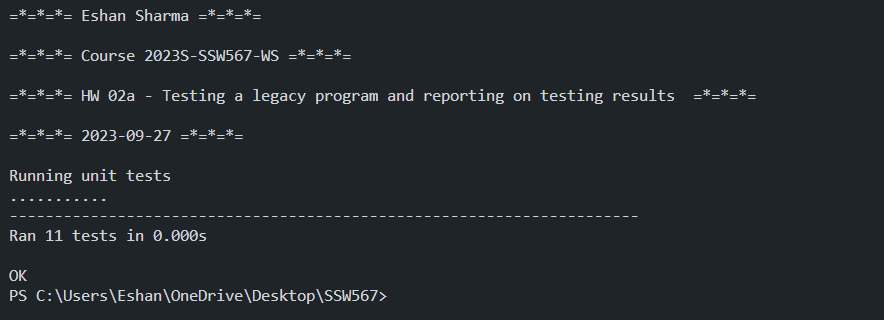 =*=*=*= Eshan Sharma =*=*=*=
=*=*=*= Course 2023S-SSW567-WS =*=*=*=
=*=*=*= HW 02a - Testing a legacy program and reporting on testing results  =*=*=*=
=*=*=*= 2023-09-27 =*=*=*=
Running unit tests
...........
----------------------------------------------------------------------
Ran 11 tests in 0.000s
OK
PS C:\Users\Eshan\OneDrive\Desktop\SSW567>